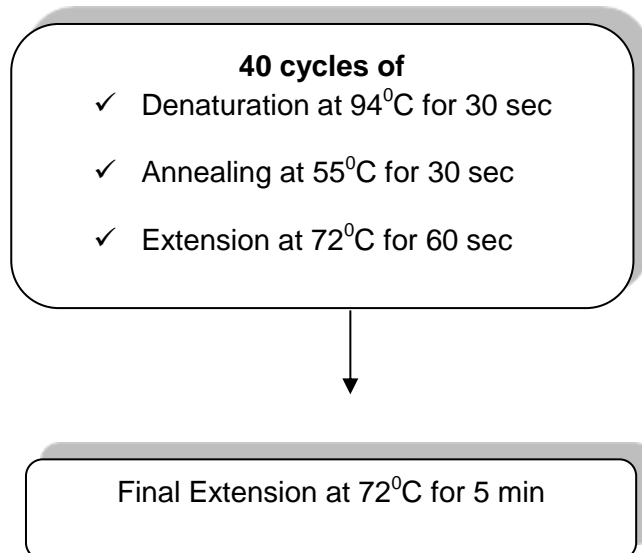 40 cycles of
✓ Denaturation at 94⁰C for 30 sec
✓ Annealing at 55⁰C for 30 sec
✓ Extension at 72⁰C for 60 sec
Final Extension at 72⁰C for 5 min